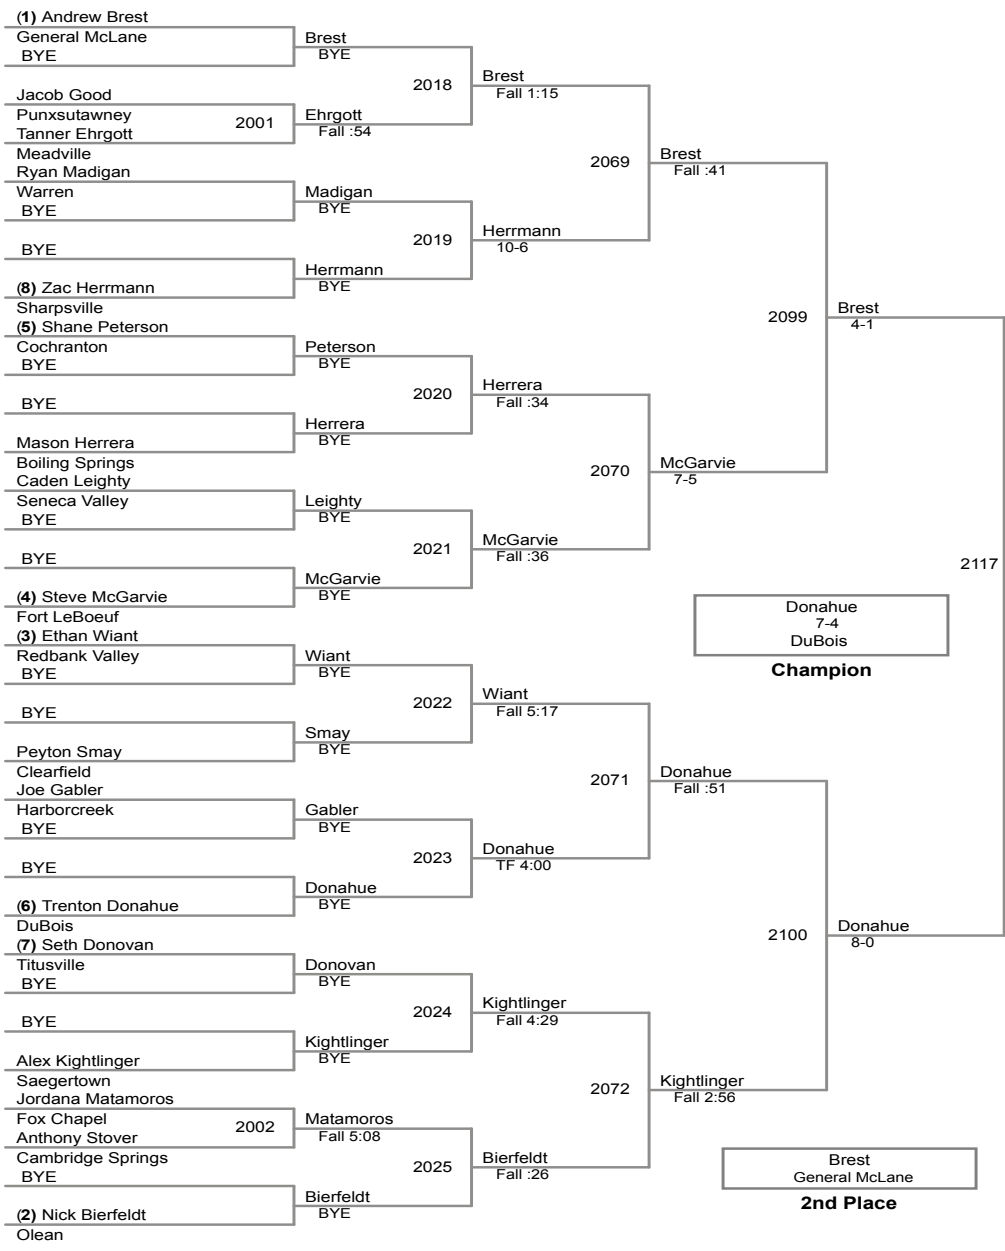 (1) Andrew Brest
General McLane
BYE
Jacob Good
Punxsutawney
Tanner Ehrgott
Meadville
Ryan Madigan
Warren
BYE
BYE
(8) Zac Herrmann
Sharpsville
(5) Shane Peterson
Cochranton
BYE
BYE
Mason Herrera
Boiling Springs
Caden Leighty
Seneca Valley
BYE
BYE
(4) Steve McGarvie
Fort LeBoeuf
(3) Ethan Wiant
Redbank Valley
BYE
BYE
Peyton Smay
Clearfield
Joe Gabler
Harborcreek
BYE
BYE
(6) Trenton Donahue
DuBois
(7) Seth Donovan
Titusville
BYE
BYE
Alex Kightlinger
Saegertown
Jordana Matamoros
Fox Chapel
Anthony Stover
Cambridge Springs
BYE
(2) Nick Bierfeldt
Olean
2001
2002
Brest
BYE
Ehrgott
Fall :54
Madigan
BYE
Herrmann
BYE
Peterson
BYE
Herrera
BYE
Leighty
BYE
McGarvie
BYE
Wiant
BYE
Smay
BYE
Gabler
BYE
Donahue
BYE
Donovan
BYE
Kightlinger
BYE
Matamoros
Fall 5:08
Bierfeldt
BYE
2018
2019
2020
2021
2022
2023
2024
2025
Brest
Fall 1:15
Herrmann
10-6
Herrera
Fall :34
McGarvie
Fall :36
Wiant
Fall 5:17
Donahue
TF 4:00
Kightlinger
Fall 4:29
Bierfeldt
Fall :26
2069
2070
2071
2072
Brest
Fall :41
McGarvie
7-5
Donahue
Fall :51
Kightlinger
Fall 2:56
2099
2100
Brest
4-1
Donahue
8-0
2117
Donahue
7-4
DuBois
Champion
Brest
General McLane
2nd Place